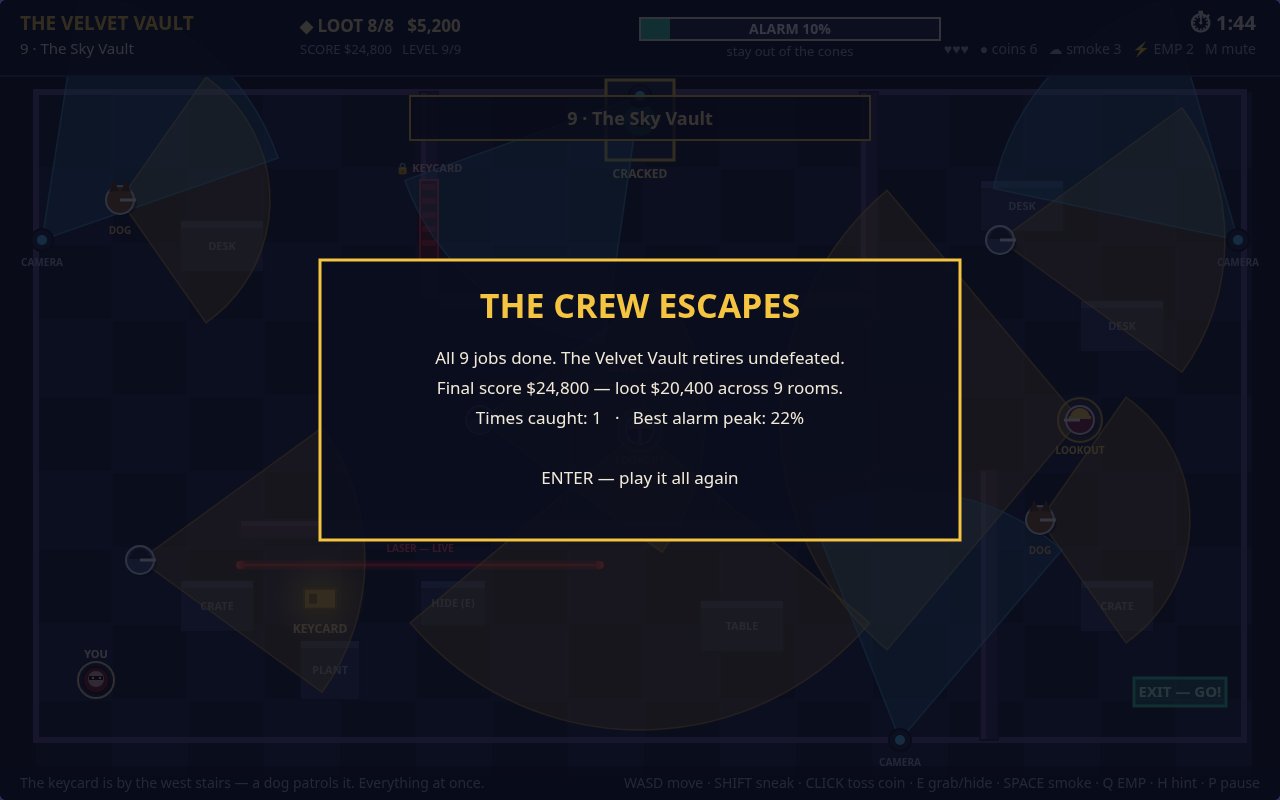 THE VELVET VAULT
9 · The Sky Vault
◆ LOOT 8/8 $5,200
SCORE $24,800 LEVEL 9/9
ALARM 10%
stay out of the cones
⏱ 1:44
♥♥♥ ● coins 6 ☁ smoke 3 ⚡ EMP 2 M mute
9 · The Sky Vault
🔒 KEYCARD
CRACKED
DOG
DESK
CAMERA
DESK
CAMERA
DESK
THE CREW ESCAPES
All 9 jobs done. The Velvet Vault retires undefeated.
Final score $24,800 — loot $20,400 across 9 rooms.
Times caught: 1 · Best alarm peak: 22%
ENTER — play it all again
LOOKOUT
LASER — LIVE
DOG
CRATE
HIDE (E)
KEYCARD
TABLE
CRATE
YOU
PLANT
EXIT — GO!
CAMERA
The keycard is by the west stairs — a dog patrols it. Everything at once.
WASD move · SHIFT sneak · CLICK toss coin · E grab/hide · SPACE smoke · Q EMP · H hint · P pause